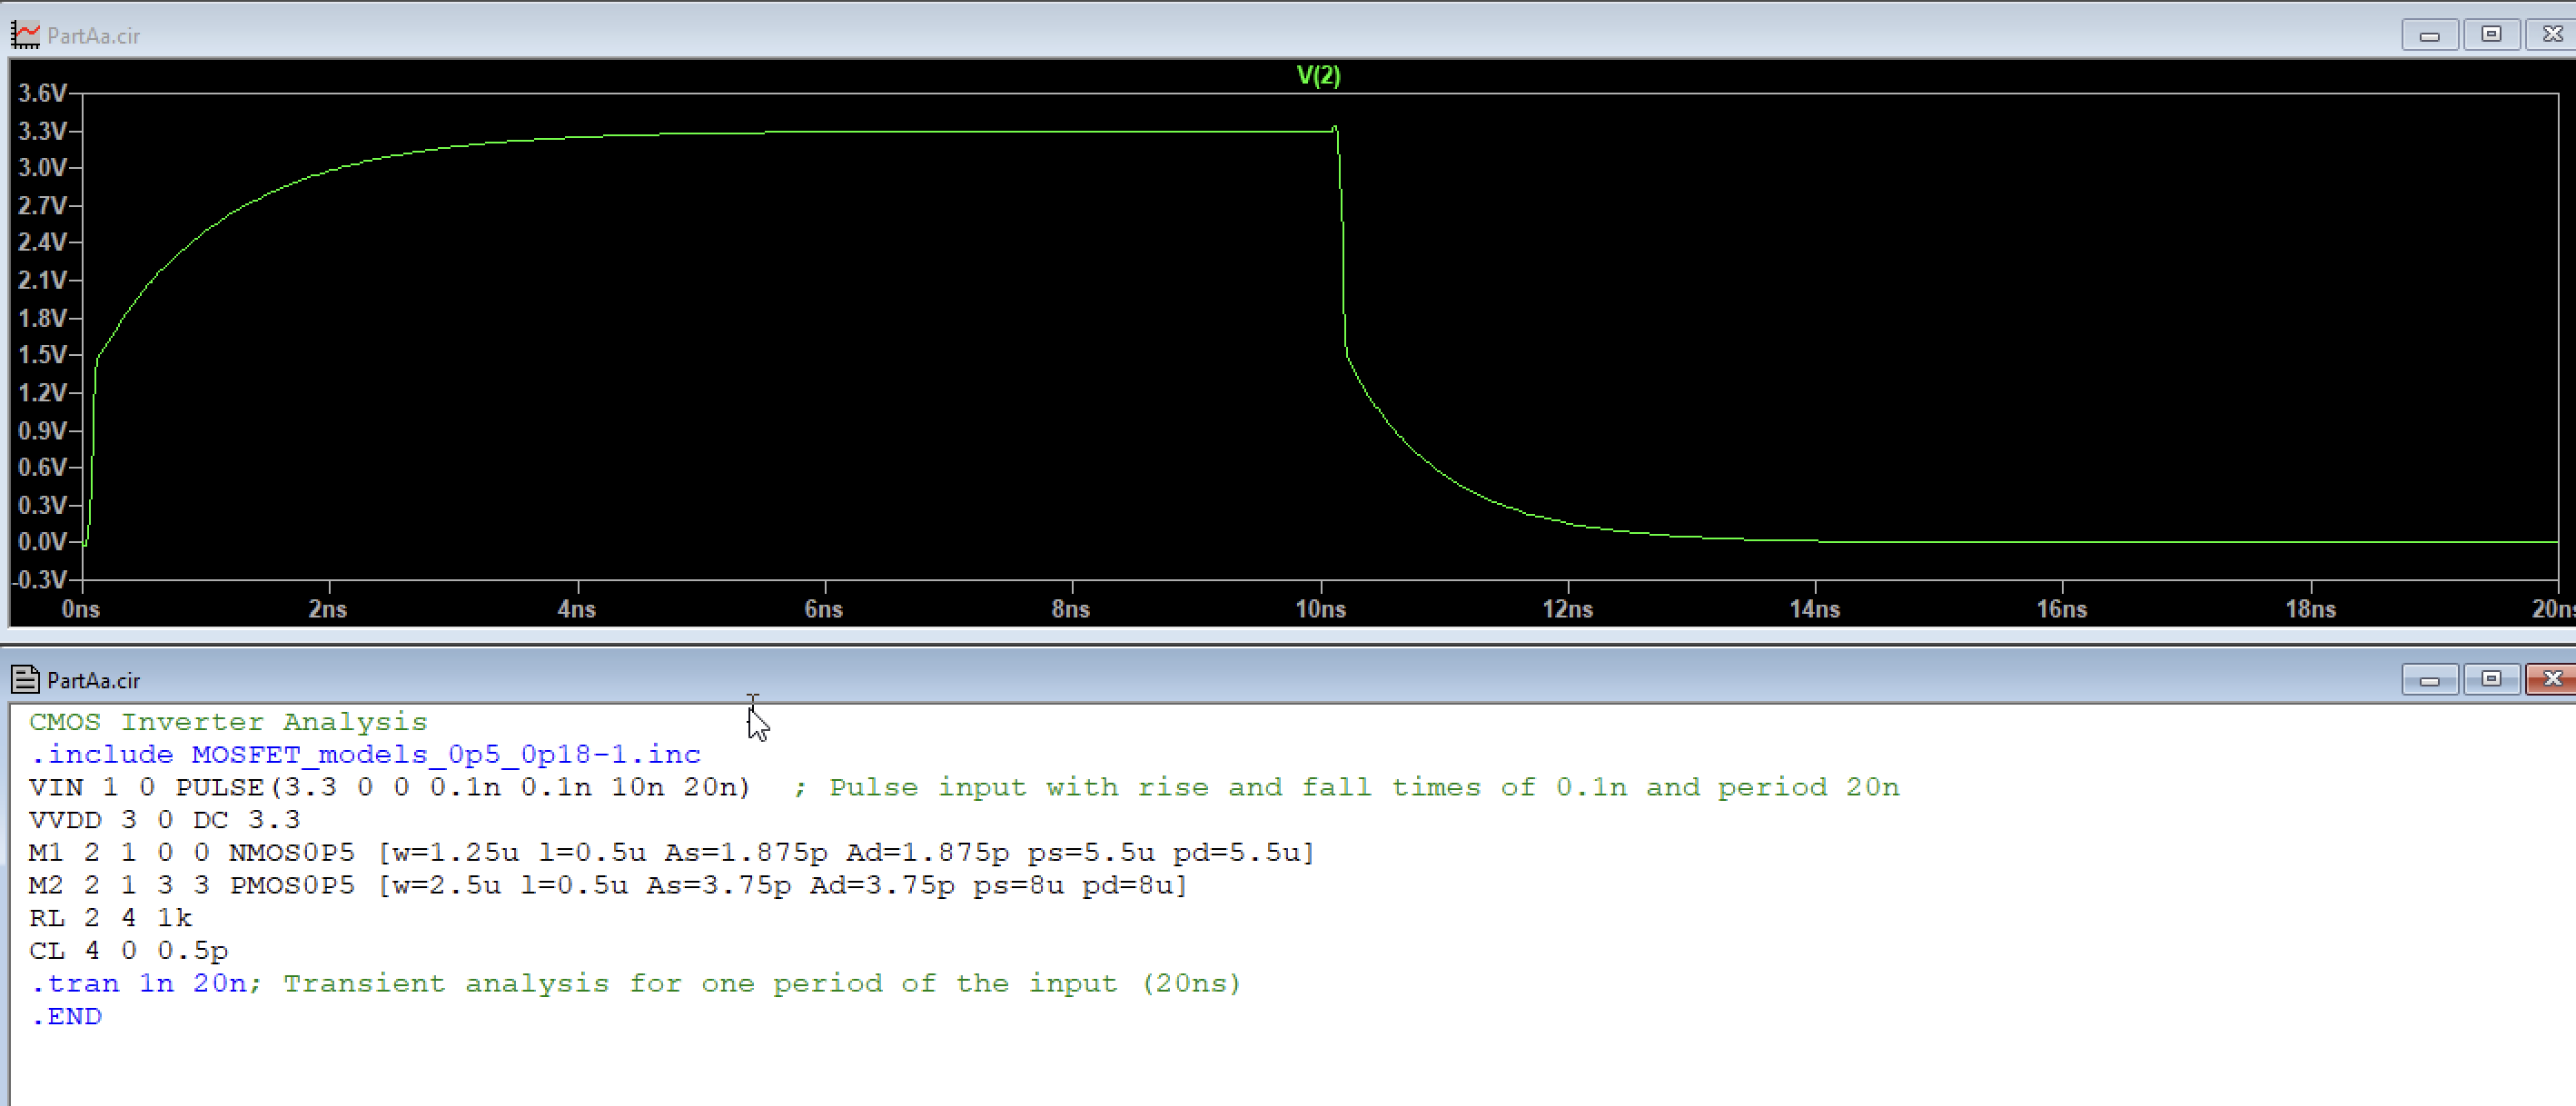 PartAa.cir
V(2)
3.6V
3.3V
3.0V
2.7V
2.4V
2.1V
1.8V
1.5V
1.2V
0.9V
0.6V
0.3V
0.0V
-0.3V
0ns 2ns 4ns 6ns 8ns 10ns 12ns 14ns 16ns 18ns 20ns
PartAa.cir
CMOS Inverter Analysis
.include MOSFET_models_0p5_0p18-1.inc
VIN 1 0 PULSE(3.3 0 0 0.1n 0.1n 10n 20n)  ; Pulse input with rise and fall times of 0.1n and period 20n
VVDD 3 0 DC 3.3
M1 2 1 0 0 NMOS0P5 [w=1.25u l=0.5u As=1.875p Ad=1.875p ps=5.5u pd=5.5u]
M2 2 1 3 3 PMOS0P5 [w=2.5u l=0.5u As=3.75p Ad=3.75p ps=8u pd=8u]
RL 2 4 1k
CL 4 0 0.5p
.tran 1n 20n; Transient analysis for one period of the input (20ns)
.END